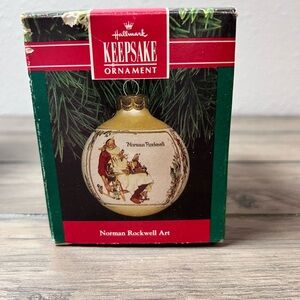 Hallmark
KEEPSAKE
ORNAMENT
Norman Rockwell
Norman Rockwell Art